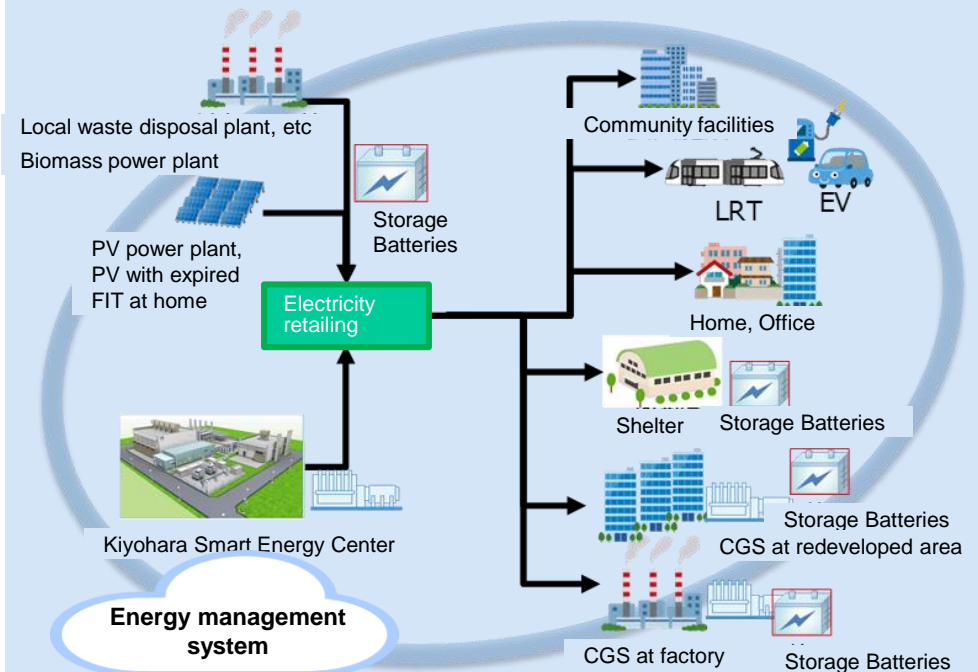 Local waste disposal plant, etc
Biomass power plant
Storage
Batteries
PV power plant,
PV with expired
FIT at home
Electricity
retailing
Kiyohara Smart Energy Center
Energy management
system
Community facilities
LRT
EV
Home, Office
Shelter
Storage Batteries
Storage Batteries
CGS at redeveloped area
CGS at factory
Storage Batteries